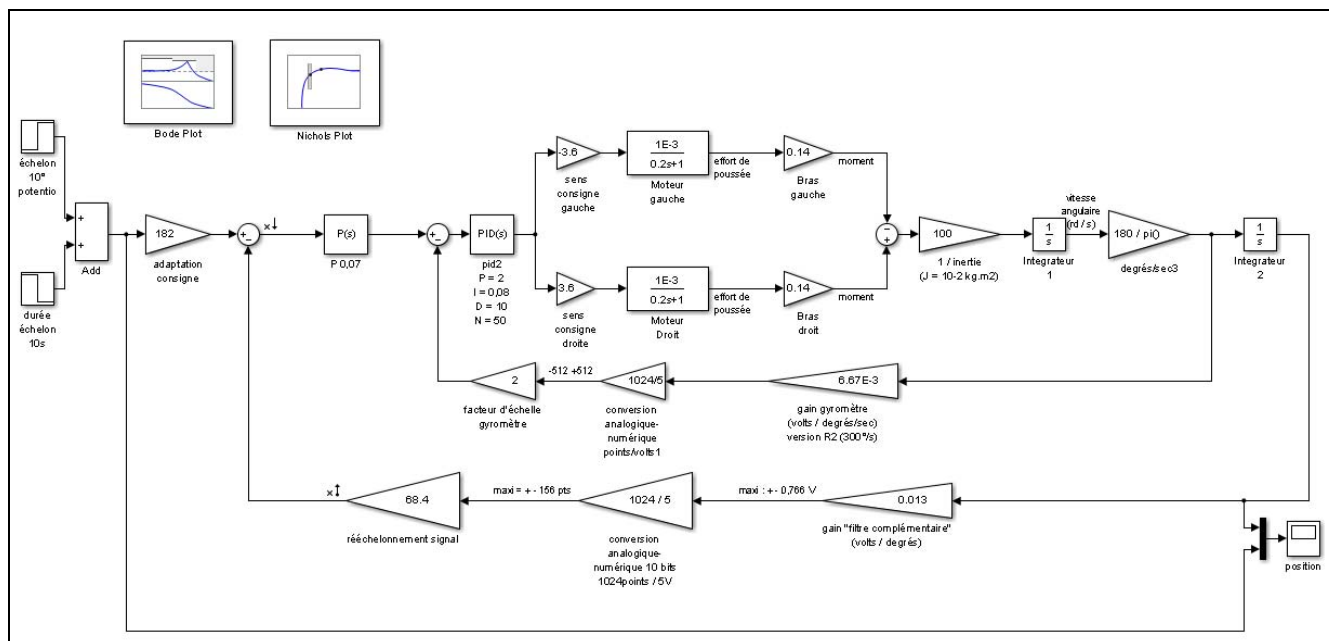 Bode Plot
Nichols Plot
échelon
10°
potentio
durée
échelon
10s
+
+
Add
182
adaptation
consigne
+
−
x
P(s)
P 0,07
+
−
PID(s)
pid2
P = 2
I = 0,08
D = 10
N = 50
-3.6
sens
consigne
gauche
1E-3
0.2s+1
Moteur
gauche
effort de
poussée
0.14
Bras
gauche
moment
3.6
sens
consigne
droite
1E-3
0.2s+1
Moteur
Droit
effort de
poussée
0.14
Bras
droit
moment
−
+
100
1 / inertie
(J = 10-2 kg.m2)
1
s
Integrateur
1
vitesse
angulaire
(rd / s)
180 / pi()
degrés/sec3
1
s
Integrateur
2
2
facteur d'échelle
gyromètre
-512 +512
1024/5
conversion
analogique-
numérique
points/volts1
6.67E-3
gain gyromètre
(volts / degrés/sec)
version R2 (300°/s)
x
68.4
rééchelonnement signal
maxi = + - 156 pts
1024 / 5
conversion
analogique-
numérique 10 bits
1024points / 5V
maxi : + - 0,766 V
0.013
gain "filtre complémentaire"
(volts / degrés)
position